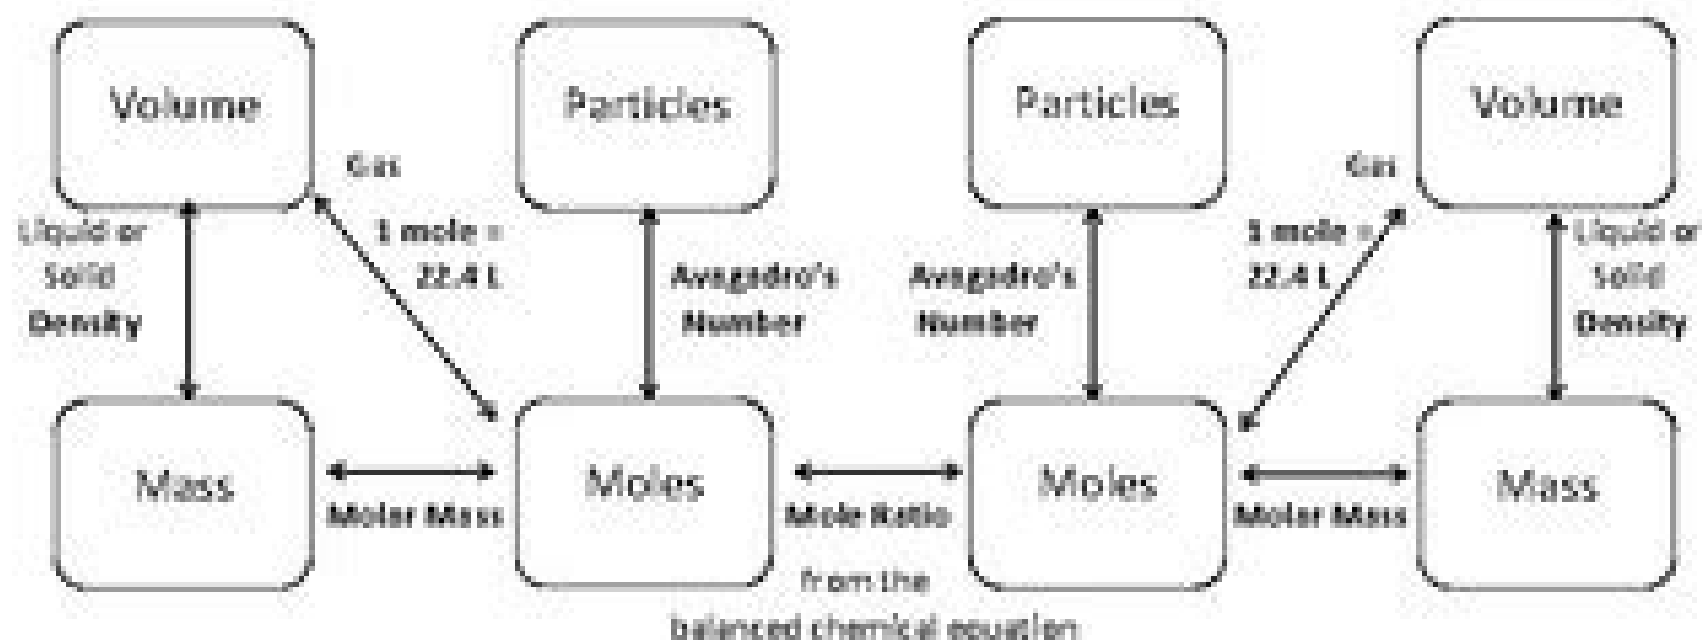 Volume
Particles
Particles
Volume
Gas
Gas
Liquid or
Solid
Density
1 mole =
22.4 L
Avagadro's
Number
Avagadro's
Number
1 mole =
22.4 L
Liquid or
Solid
Density
Mass
Moles
Moles
Mass
Molar Mass
Mole Ratio
Molar Mass
from the
balanced chemical equation